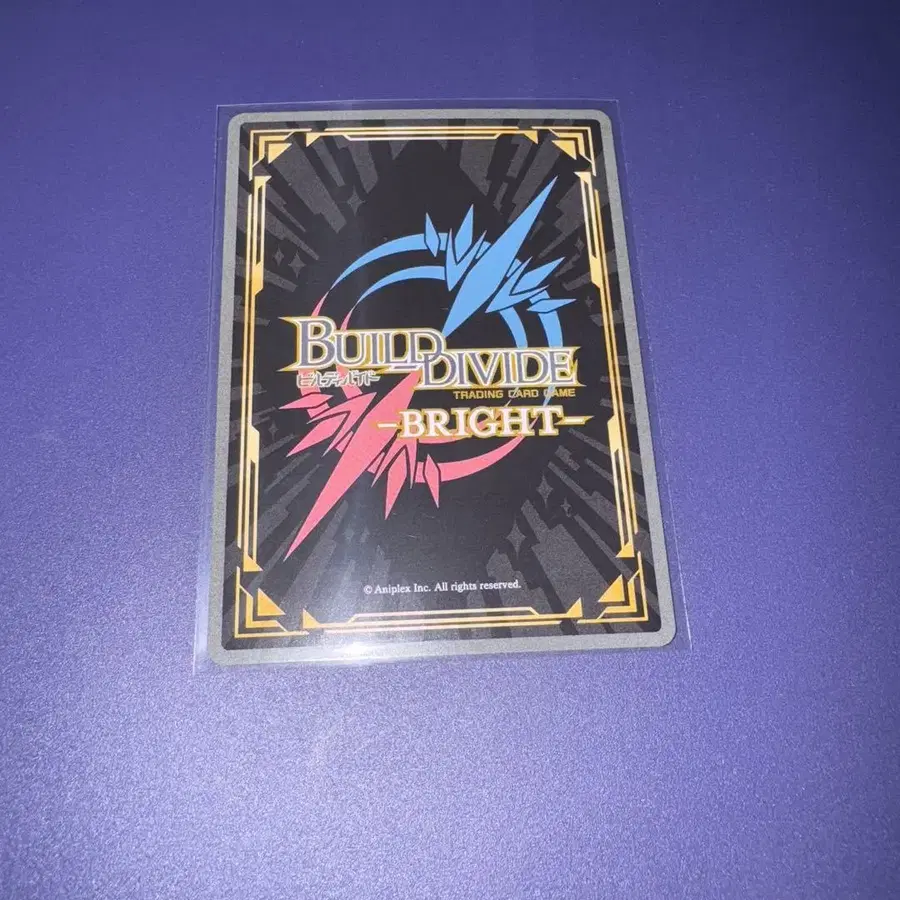 BUILD DIVIDE
ビルディバイド
TRADING CARD GAME
-BRIGHT-
© Aniplex Inc. All rights reserved.